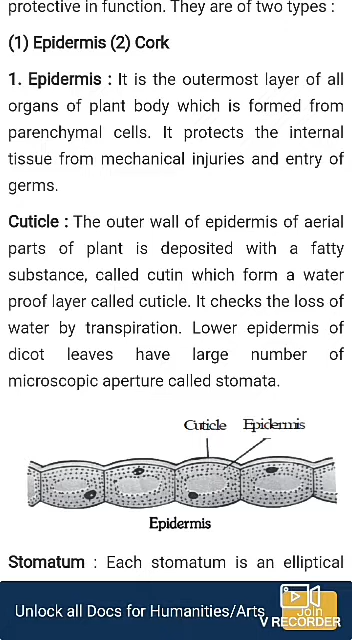 protective in function. They are of two types :
(1) Epidermis (2) Cork
1. Epidermis : It is the outermost layer of all
organs of plant body which is formed from
parenchymal cells. It protects the internal
tissue from mechanical injuries and entry of
germs.
Cuticle : The outer wall of epidermis of aerial
parts of plant is deposited with a fatty
substance, called cutin which form a water
proof layer called cuticle. It checks the loss of
water by transpiration. Lower epidermis of
dicot leaves have large number of
microscopic aperture called stomata.
Cuticle Epidermis
Epidermis
Stomatum : Each stomatum is an elliptical
Unlock all Docs for Humanities/Arts
Join
V RECORDER